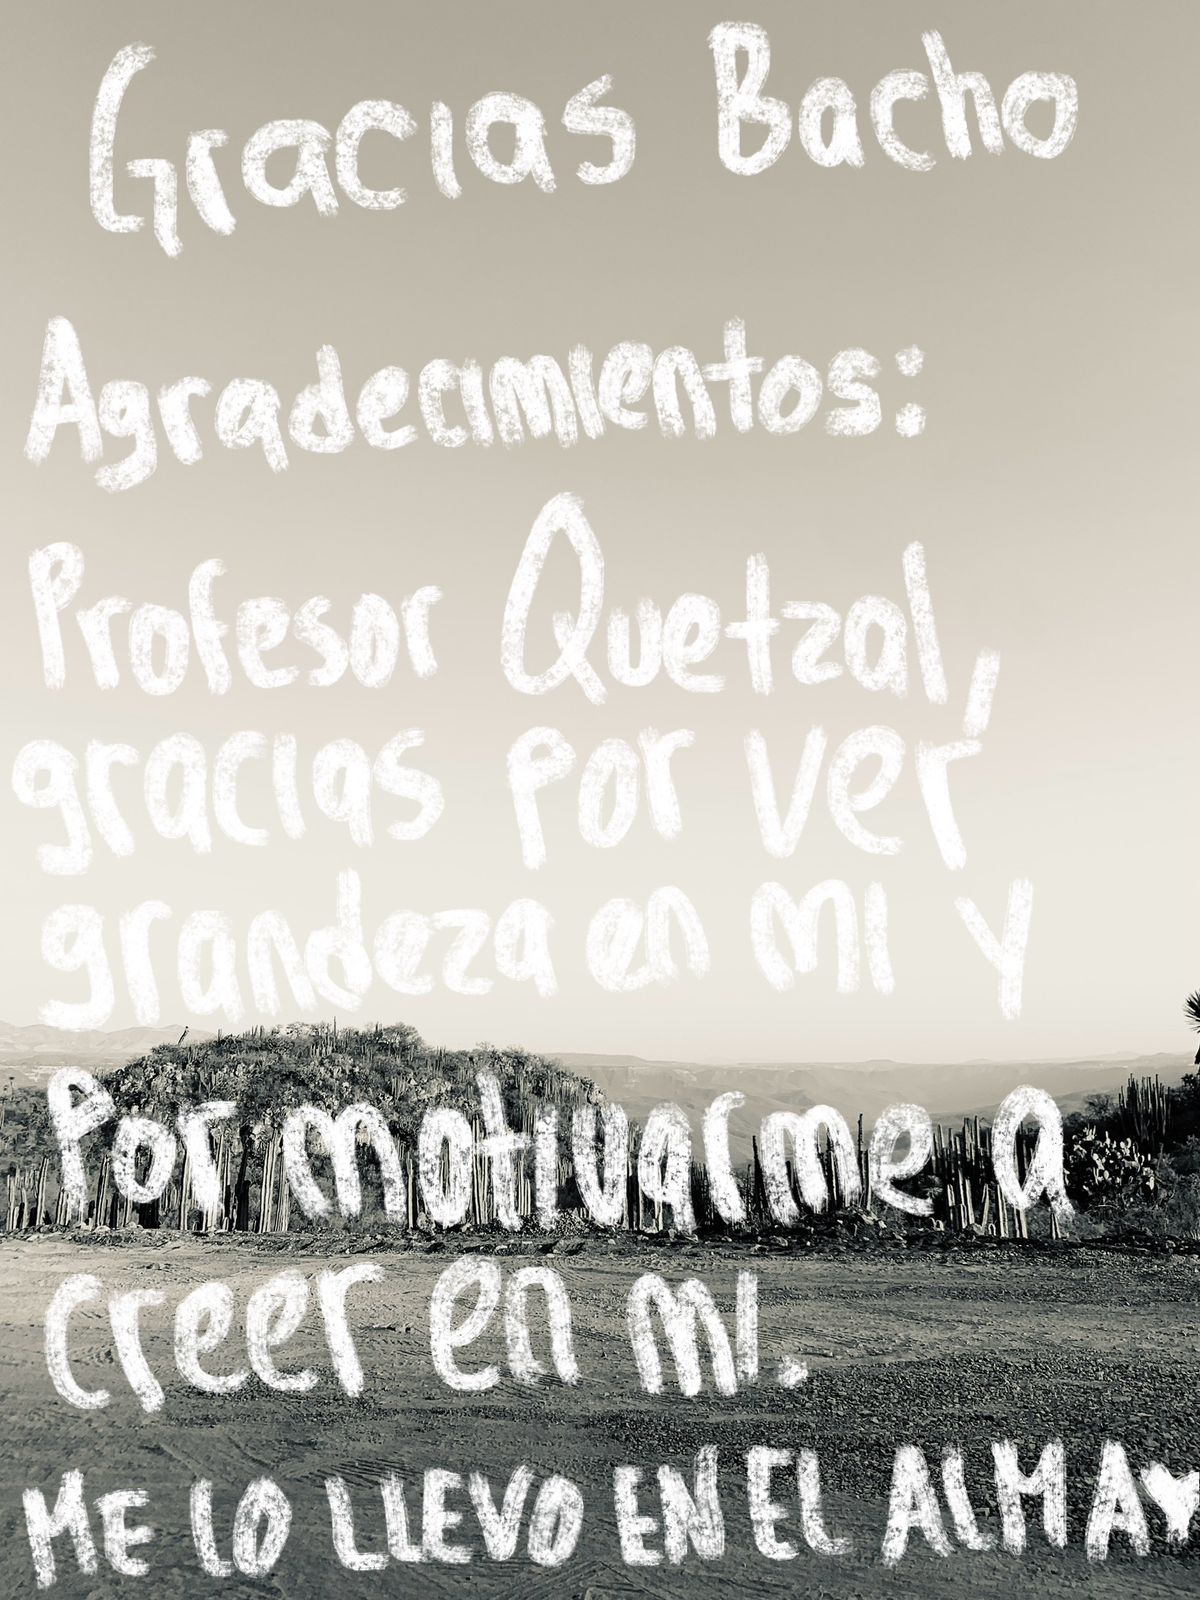 Gracias Bacho
Agradecimientos:
Profesor Quetzal,
gracias por ver
grandeza en mi y
Por motivarme a
creer en mi.
ME LO LLEVO EN EL ALMA